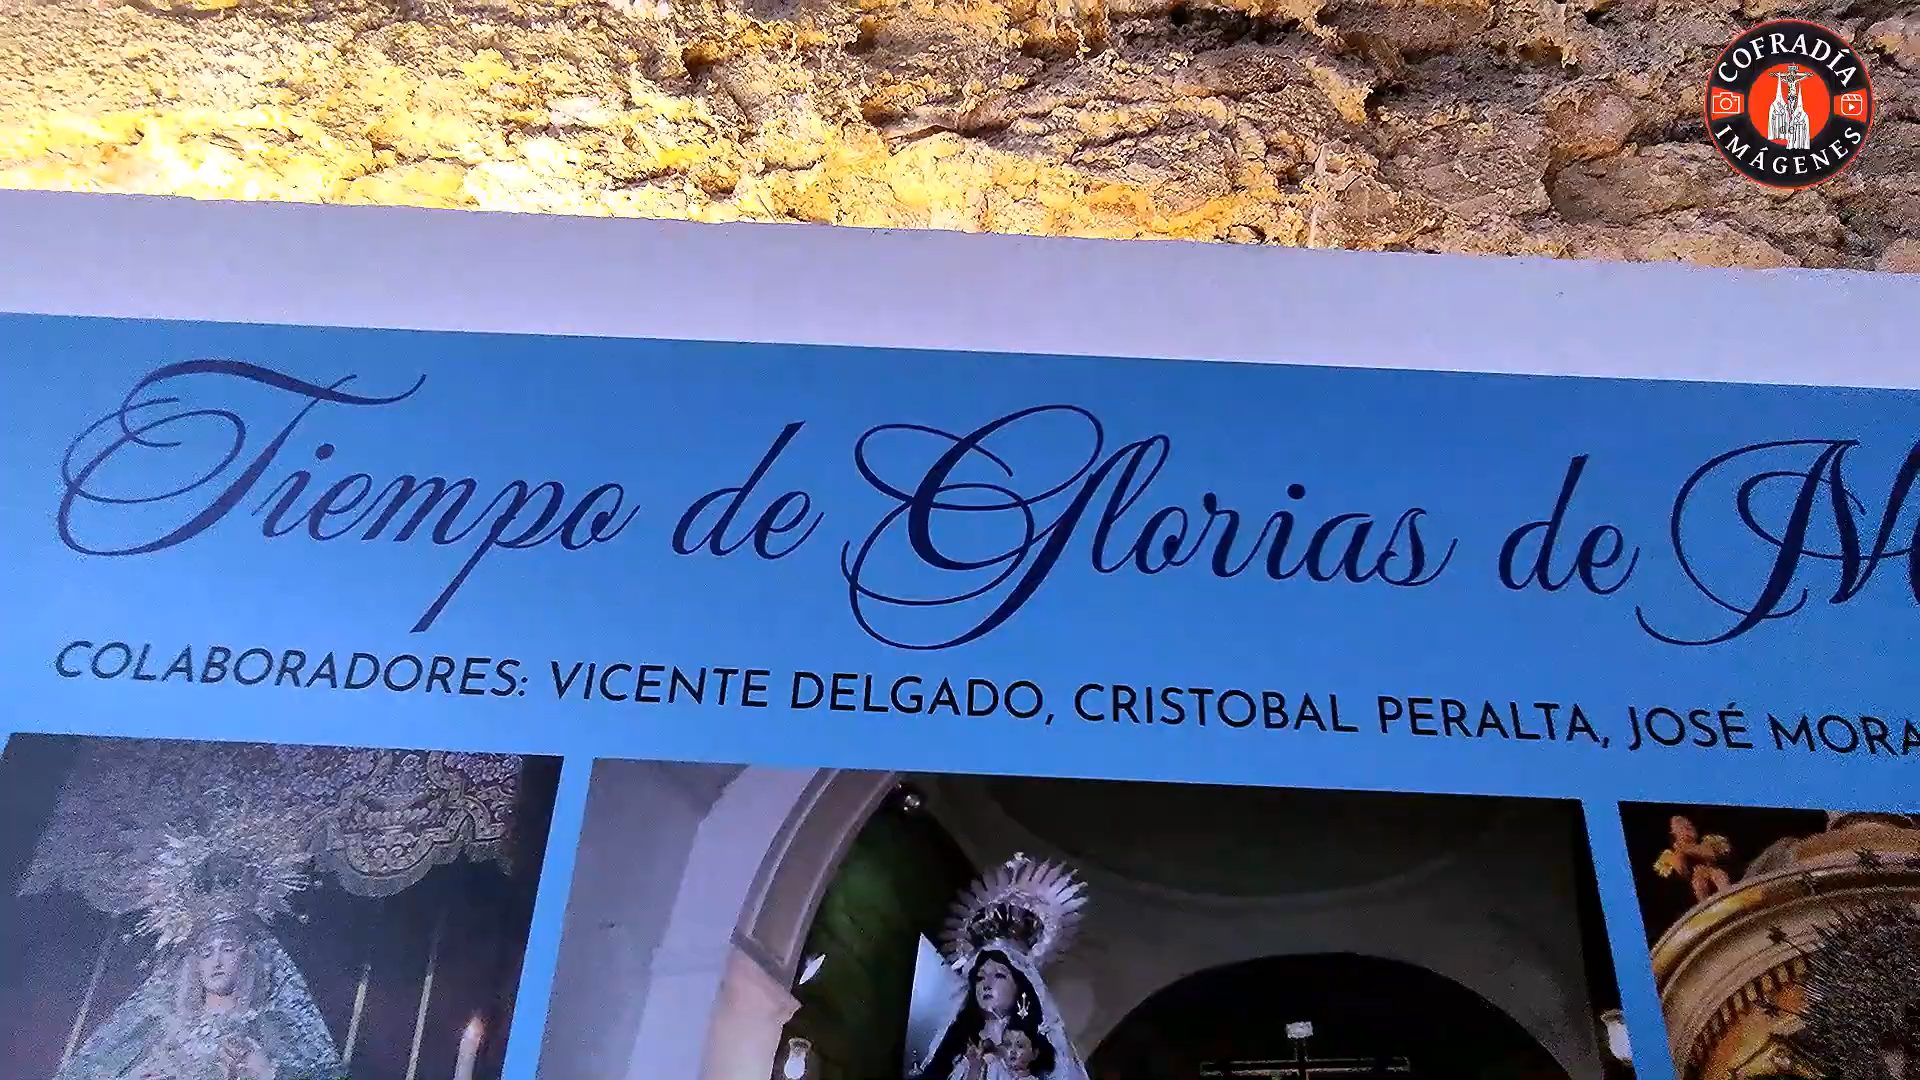 COFRADÍA
IMÁGENES
Tiempo de Glorias de
COLABORADORES: VICENTE DELGADO, CRISTOBAL PERALTA, JOSÉ